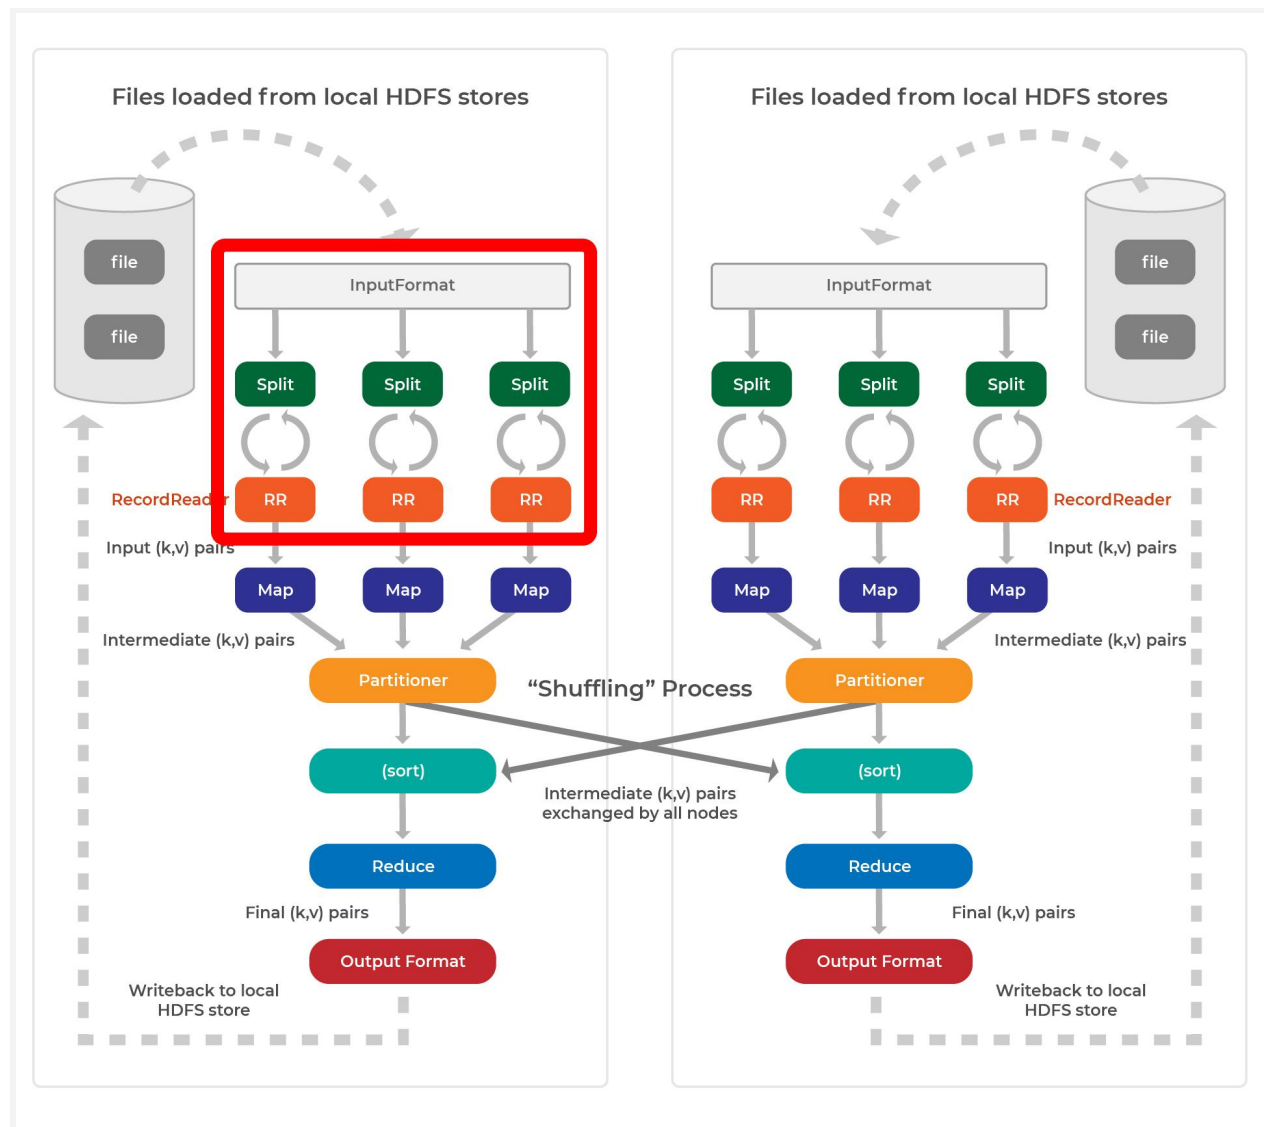 Files loaded from local HDFS stores
file
file
InputFormat
Split Split Split
RecordReader RR RR RR
Input (k,v) pairs
Map Map Map
Intermediate (k,v) pairs
Partitioner
(sort)
Reduce
Final (k,v) pairs
Output Format
Writeback to local
HDFS store
“Shuffling” Process
Intermediate (k,v) pairs
exchanged by all nodes
Files loaded from local HDFS stores
file
file
InputFormat
Split Split Split
RR RR RR RecordReader
Input (k,v) pairs
Map Map Map
Intermediate (k,v) pairs
Partitioner
(sort)
Reduce
Final (k,v) pairs
Output Format
Writeback to local
HDFS store